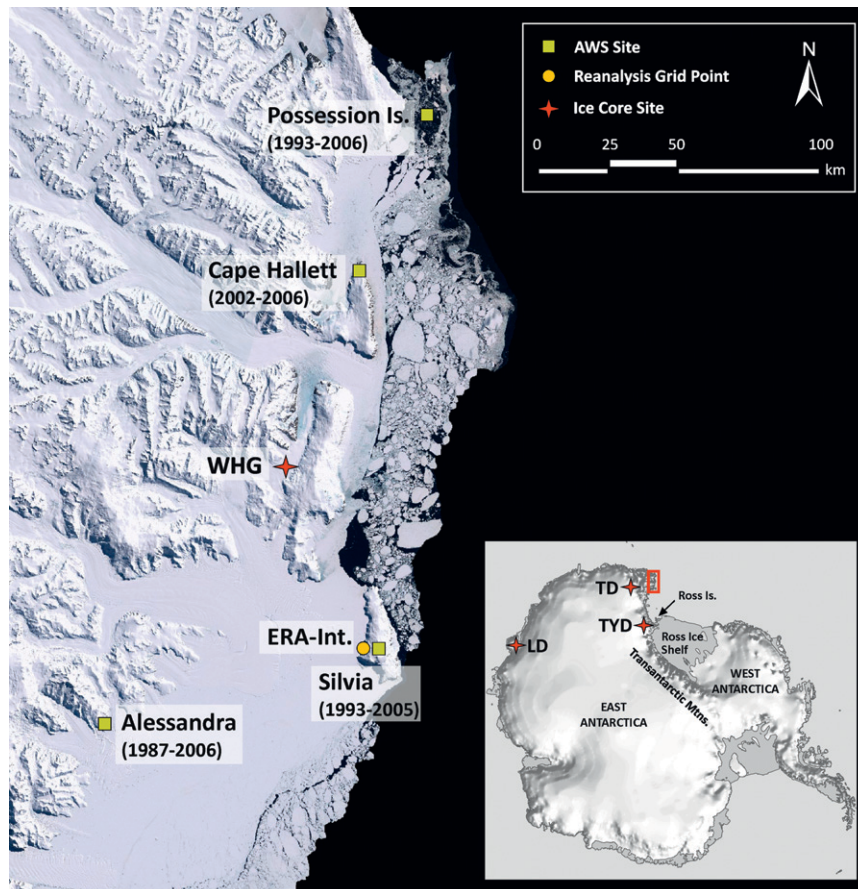 AWS Site
Reanalysis Grid Point
Ice Core Site
N
0 25 50 100
km
Possession Is.
(1993-2006)
Cape Hallett
(2002-2006)
WHG
ERA-Int.
Silvia
(1993-2005)
Alessandra
(1987-2006)
TD
Ross Is.
TYD
Ross Ice
Shelf
LD
Transantarctic Mtns.
WEST
ANTARCTICA
EAST
ANTARCTICA